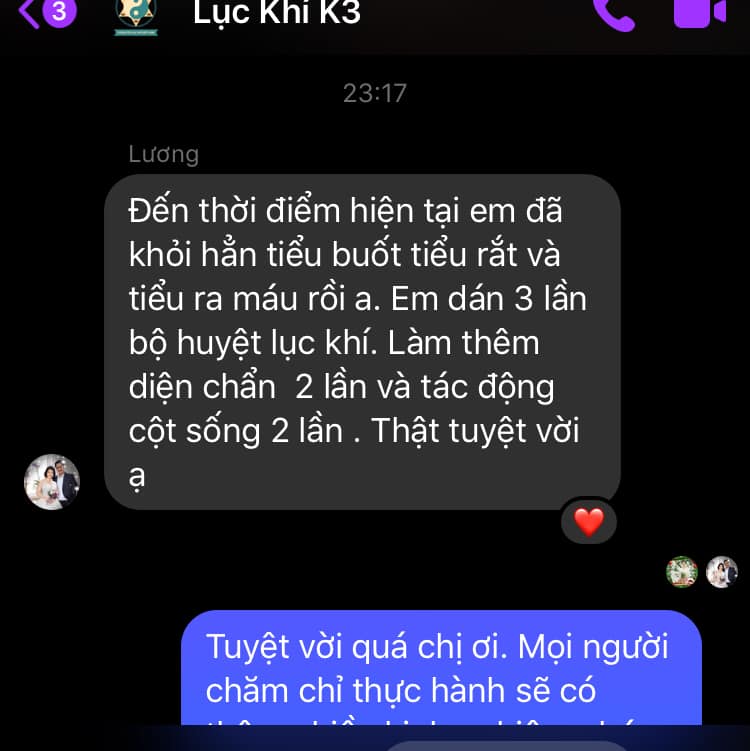 3
Lục Khí K3
23:17
Lương
Đến thời điểm hiện tại em đã
khỏi hẳn tiểu buốt tiểu rắt và
tiểu ra máu rồi a. Em dán 3 lần
bộ huyệt lục khí. Làm thêm
diện chẩn  2 lần và tác động
cột sống 2 lần . Thật tuyệt vời
ạ
Tuyệt vời quá chị ơi. Mọi người
chăm chỉ thực hành sẽ có